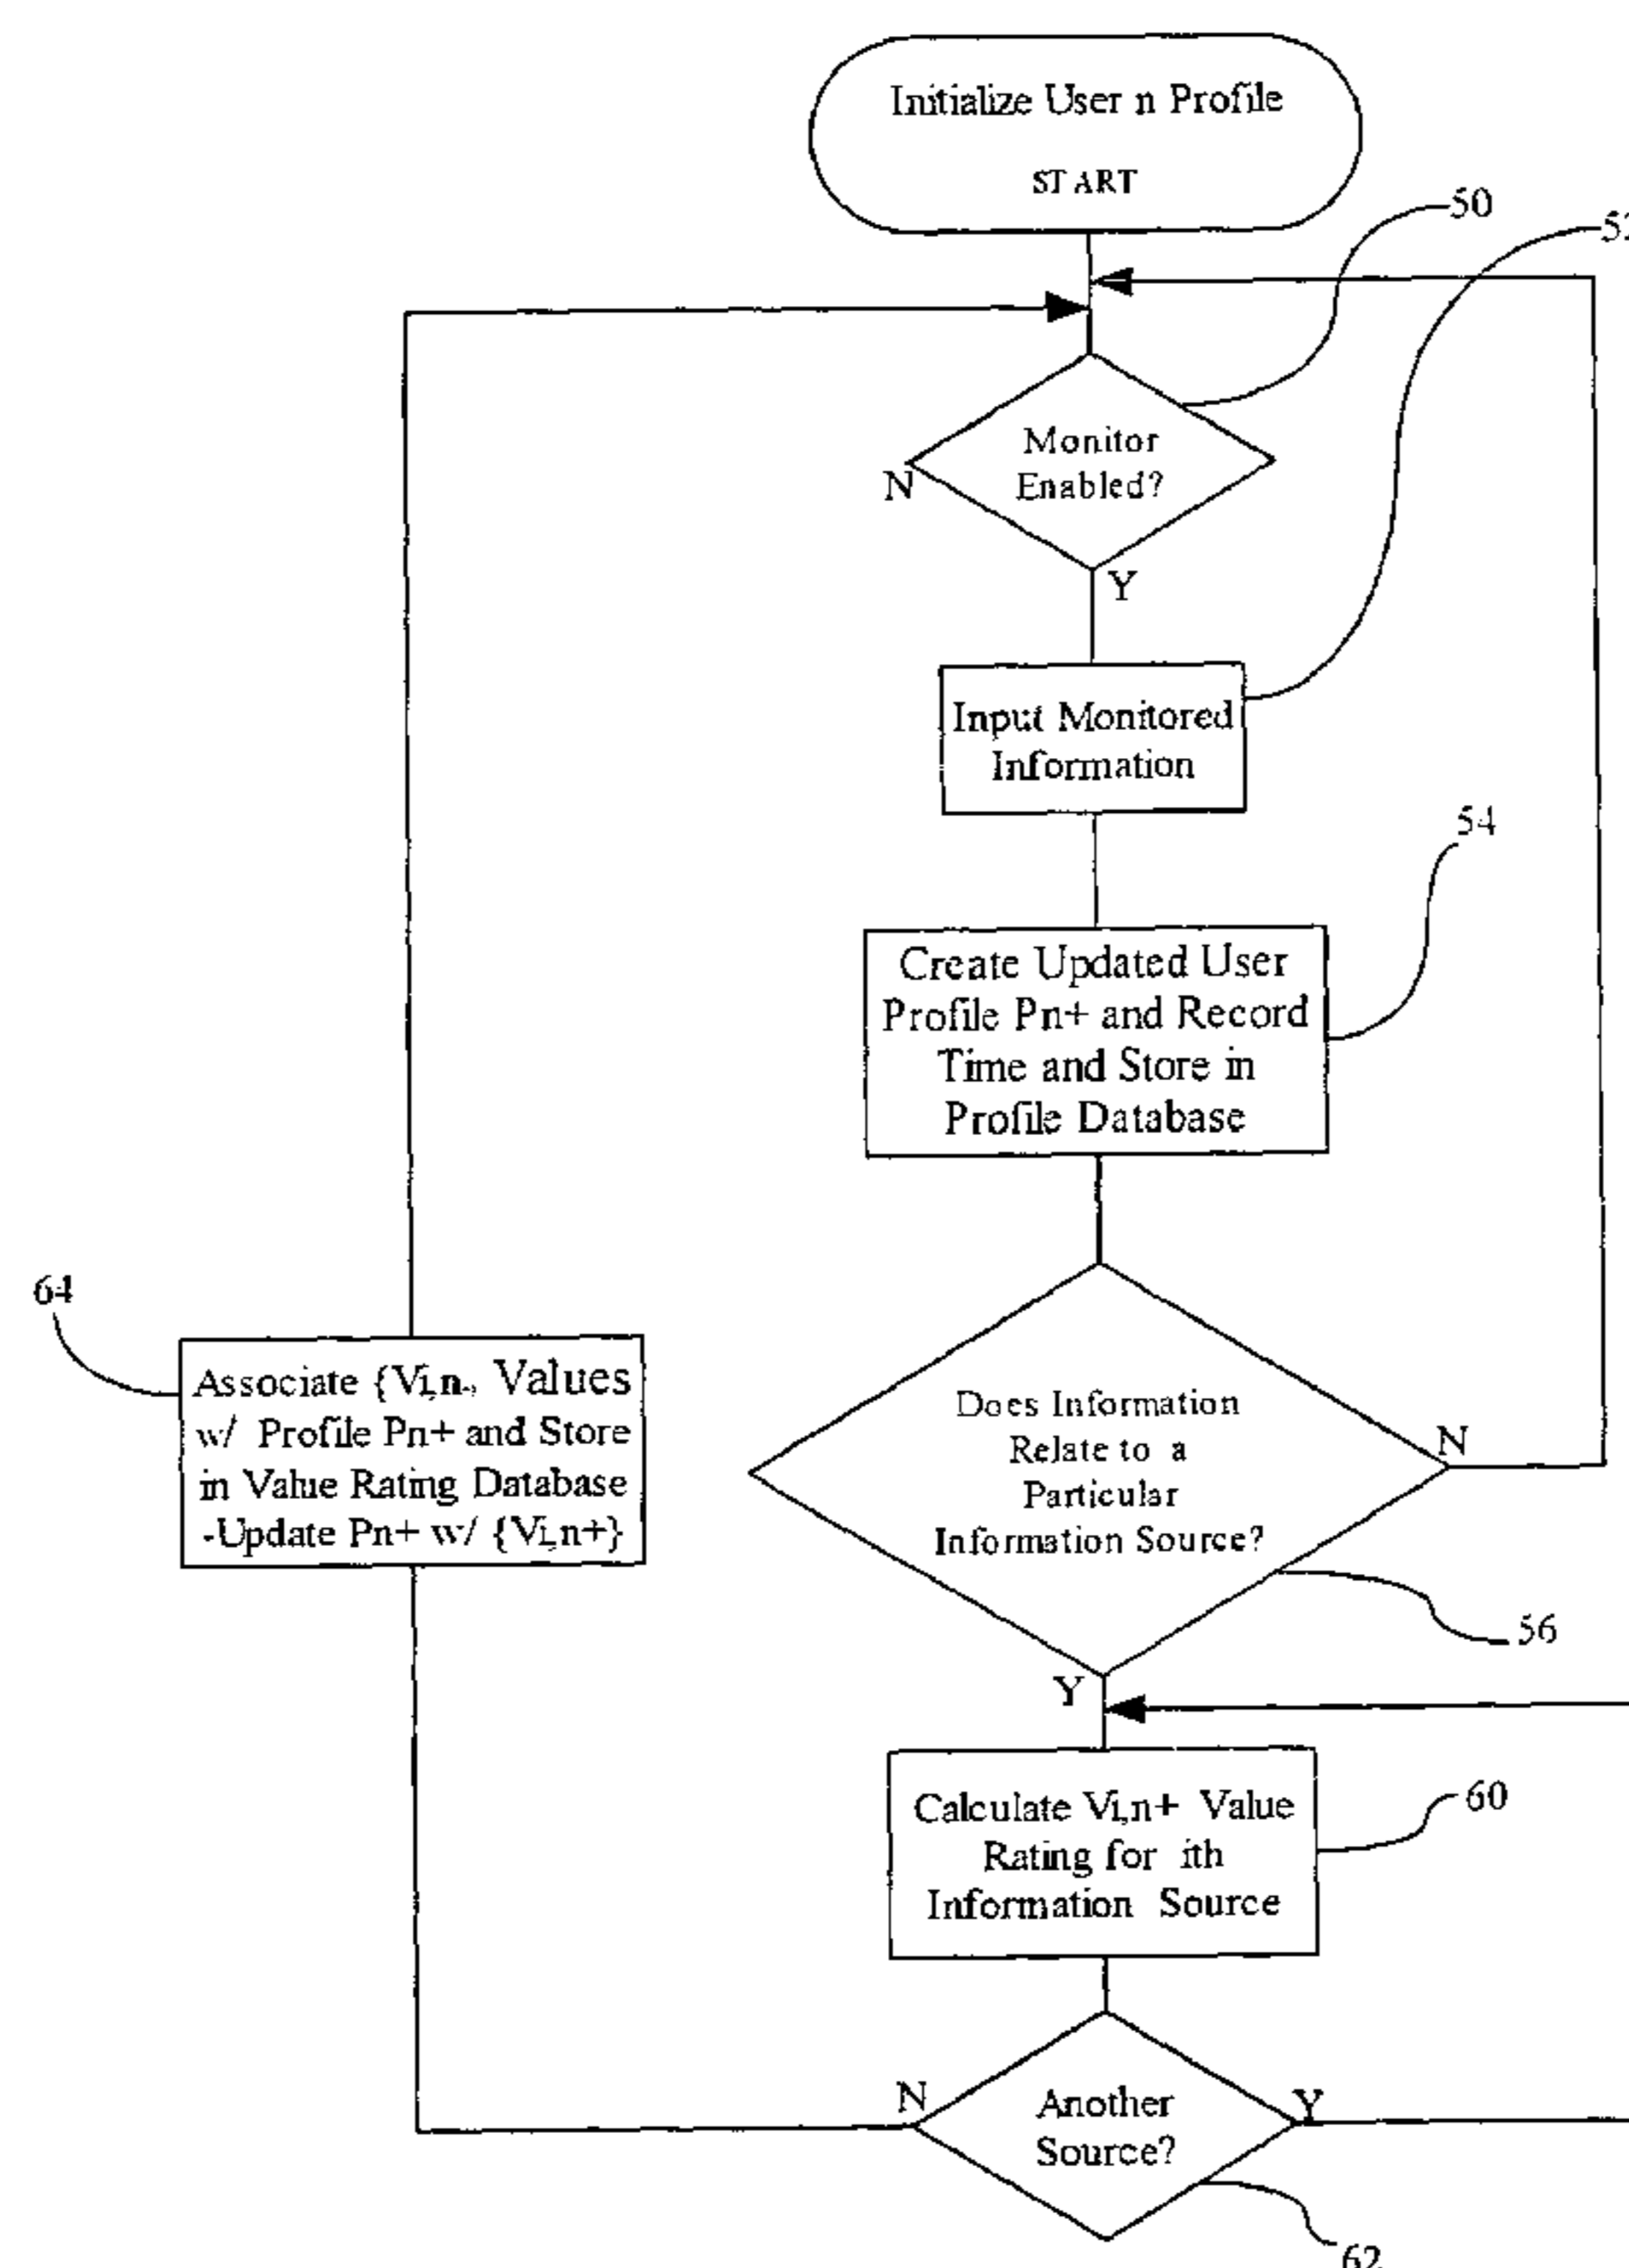 Initialize User n Profile
START
50
Monitor
Enabled?
N
Y
Input Monitored
Information
54
Create Updated User
Profile Pn+ and Record
Time and Store in
Profile Database
64
Associate {Vi,n-, Values
w/ Profile Pn+ and Store
in Value Rating Database
-Update Pn+ w/ {Vi,n+}
Does Information
Relate to a
Particular
Information Source?
N
56
Y
Calculate Vi,n+ Value
Rating for ith
Information Source
60
N
Another
Source?
Y
62